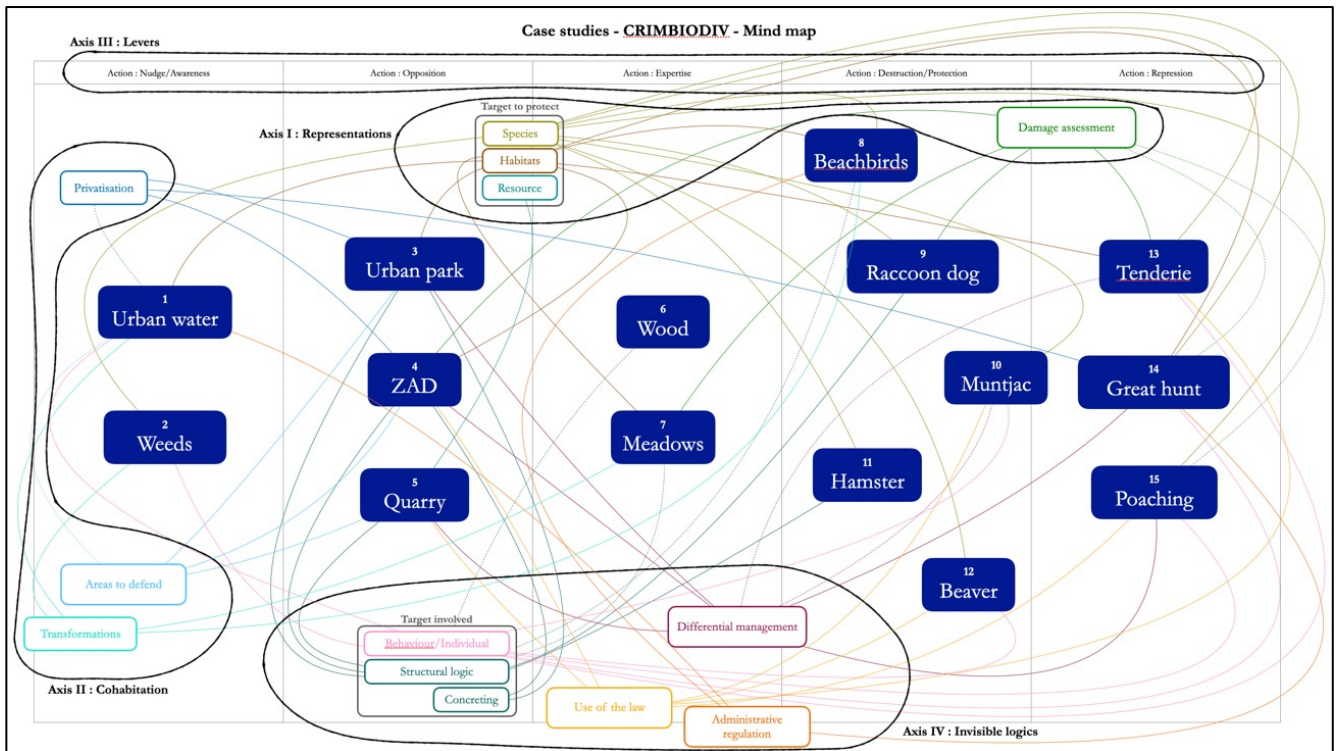 Case studies - CRIMBIODIV - Mind map
Axis III : Levers
Action : Nudge/Awareness
Action : Opposition
Action : Expertise
Action : Destruction/Protection
Action : Repression
Target to protect
Axis I : Representations
Species
Habitats
Resource
Damage assessment
8
Beachbirds
Privatisation
3
Urban park
9
Raccoon dog
13
Tenderie
1
Urban water
6
Wood
4
ZAD
10
Muntjac
14
Great hunt
2
Weeds
7
Meadows
5
Quarry
11
Hamster
15
Poaching
Areas to defend
12
Beaver
Transformations
Target involved
Behaviour/Individual
Structural logic
Concreting
Differential management
Axis II : Cohabitation
Use of the law
Administrative
regulation
Axis IV : Invisible logics